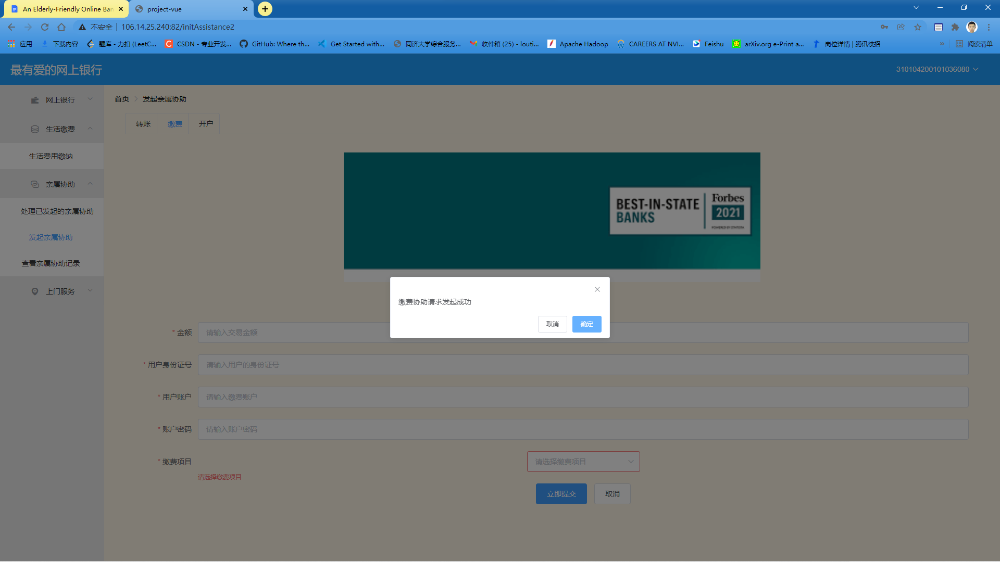 An Elderly-Friendly Online Ban
project-vue
不安全
106.14.25.240:82/initAssistance2
应用
下载内容
题库 - 力扣 (LeetC...
CSDN - 专业开发...
GitHub: Where th...
Get Started with...
同济大学综合服务...
收件箱 (25) - louti...
Apache Hadoop
CAREERS AT NVI...
Feishu
arXiv.org e-Print a...
岗位详情 | 腾讯校招
»
阅读清单
最有爱的网上银行
310104200101036080
网上银行
生活缴费
生活费用缴纳
亲属协助
处理已发起的亲属协助
发起亲属协助
查看亲属协助记录
上门服务
首页 > 发起亲属协助
转账
缴费
开户
BEST-IN-STATE
BANKS
Forbes
2021
POWERED BY STATISTA
缴费协助请求发起成功
取消
确定
* 金额
请输入交易金额
* 用户身份证号
请输入用户的身份证号
* 用户账户
请输入缴费账户
* 账户密码
请输入账户密码
* 缴费项目
请选择缴费项目
请选择缴费项目
立即提交
取消